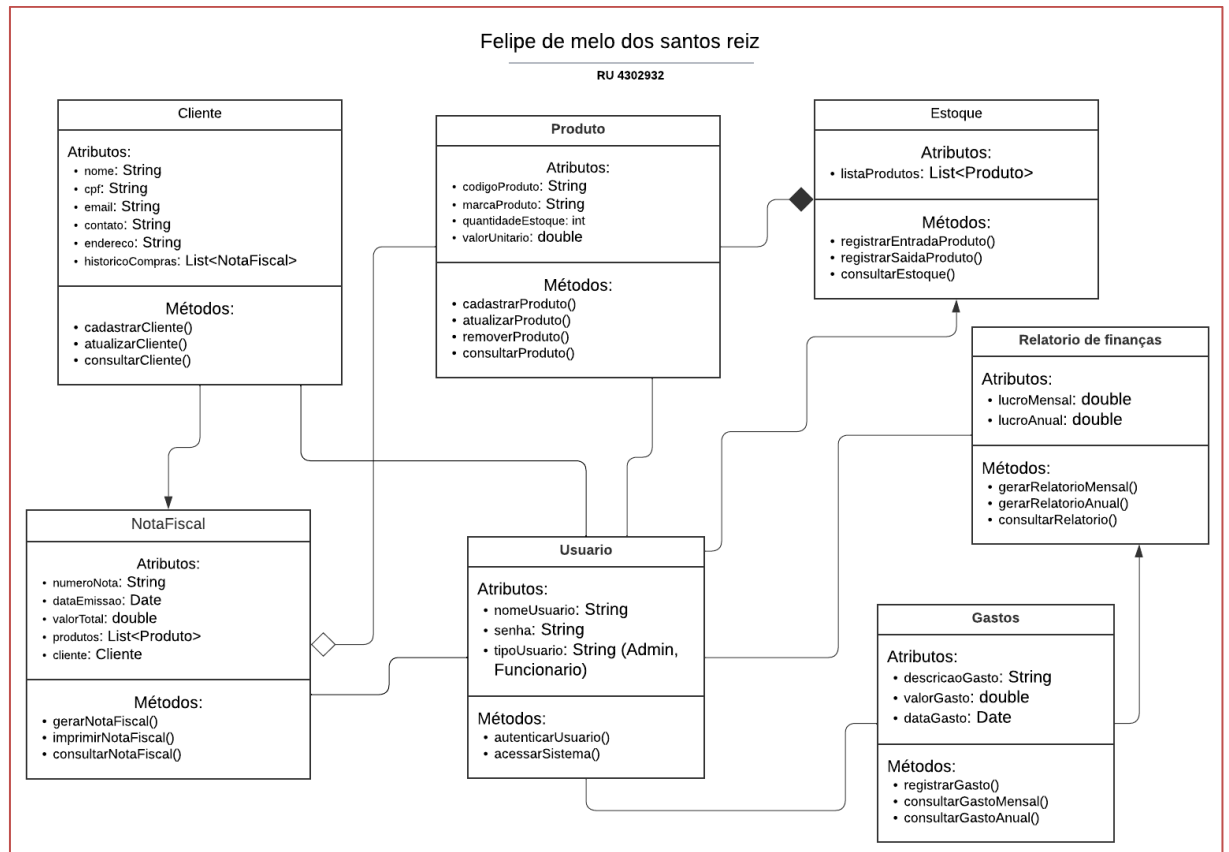 Felipe de melo dos santos reiz
RU 4302932
Cliente
Atributos:
• nome: String
• cpf: String
• email: String
• contato: String
• endereco: String
• historicoCompras: List<NotaFiscal>
Métodos:
• cadastrarCliente()
• atualizarCliente()
• consultarCliente()
Produto
Atributos:
• codigoProduto: String
• marcaProduto: String
• quantidadeEstoque: int
• valorUnitario: double
Métodos:
• cadastrarProduto()
• atualizarProduto()
• removerProduto()
• consultarProduto()
Estoque
Atributos:
• listaProdutos: List<Produto>
Métodos:
• registrarEntradaProduto()
• registrarSaidaProduto()
• consultarEstoque()
Relatorio de finanças
Atributos:
• lucroMensal: double
• lucroAnual: double
Métodos:
• gerarRelatorioMensal()
• gerarRelatorioAnual()
• consultarRelatorio()
NotaFiscal
Atributos:
• numeroNota: String
• dataEmissao: Date
• valorTotal: double
• produtos: List<Produto>
• cliente: Cliente
Métodos:
• gerarNotaFiscal()
• imprimirNotaFiscal()
• consultarNotaFiscal()
Usuario
Atributos:
• nomeUsuario: String
• senha: String
• tipoUsuario: String (Admin,
Funcionario)
Métodos:
• autenticarUsuario()
• acessarSistema()
Gastos
Atributos:
• descricaoGasto: String
• valorGasto: double
• dataGasto: Date
Métodos:
• registrarGasto()
• consultarGastoMensal()
• consultarGastoAnual()